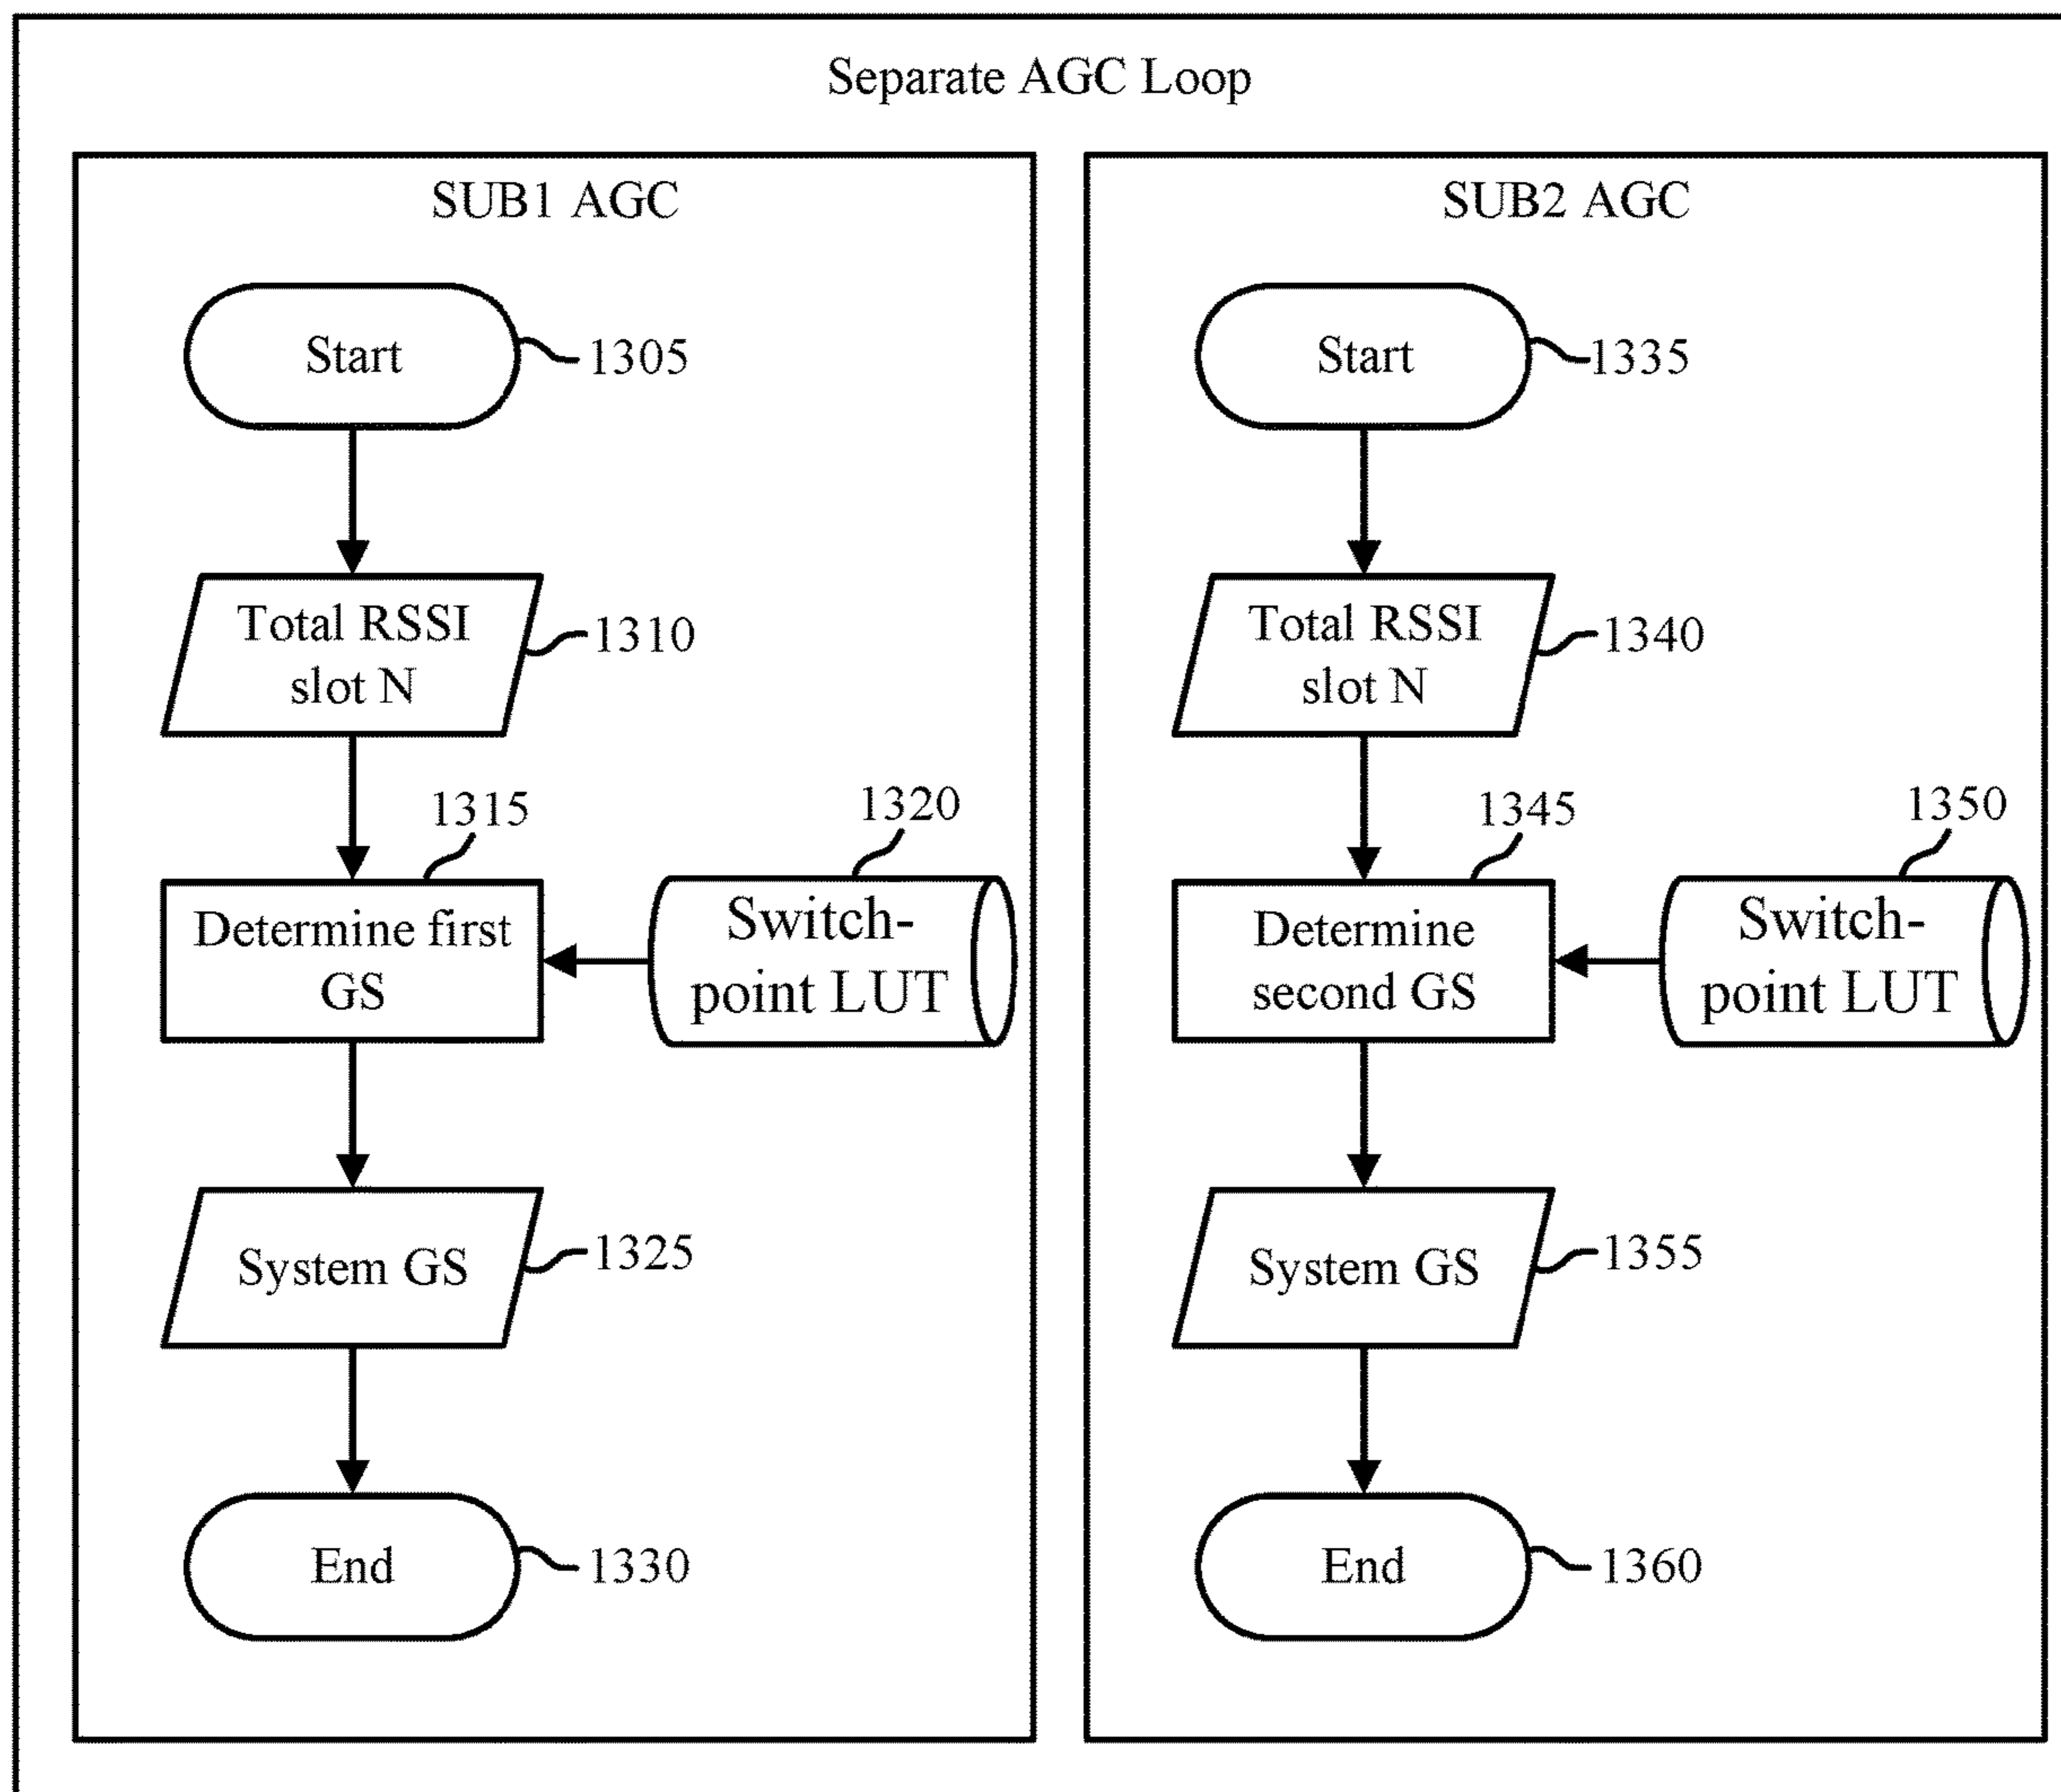 Separate AGC Loop
SUB1 AGC
Start
1305
Total RSSI
slot N
1310
1315
1320
Determine first
GS
Switch-
point LUT
System GS
1325
End
1330
SUB2 AGC
Start
1335
Total RSSI
slot N
1340
1345
1350
Determine
second GS
Switch-
point LUT
System GS
1355
End
1360